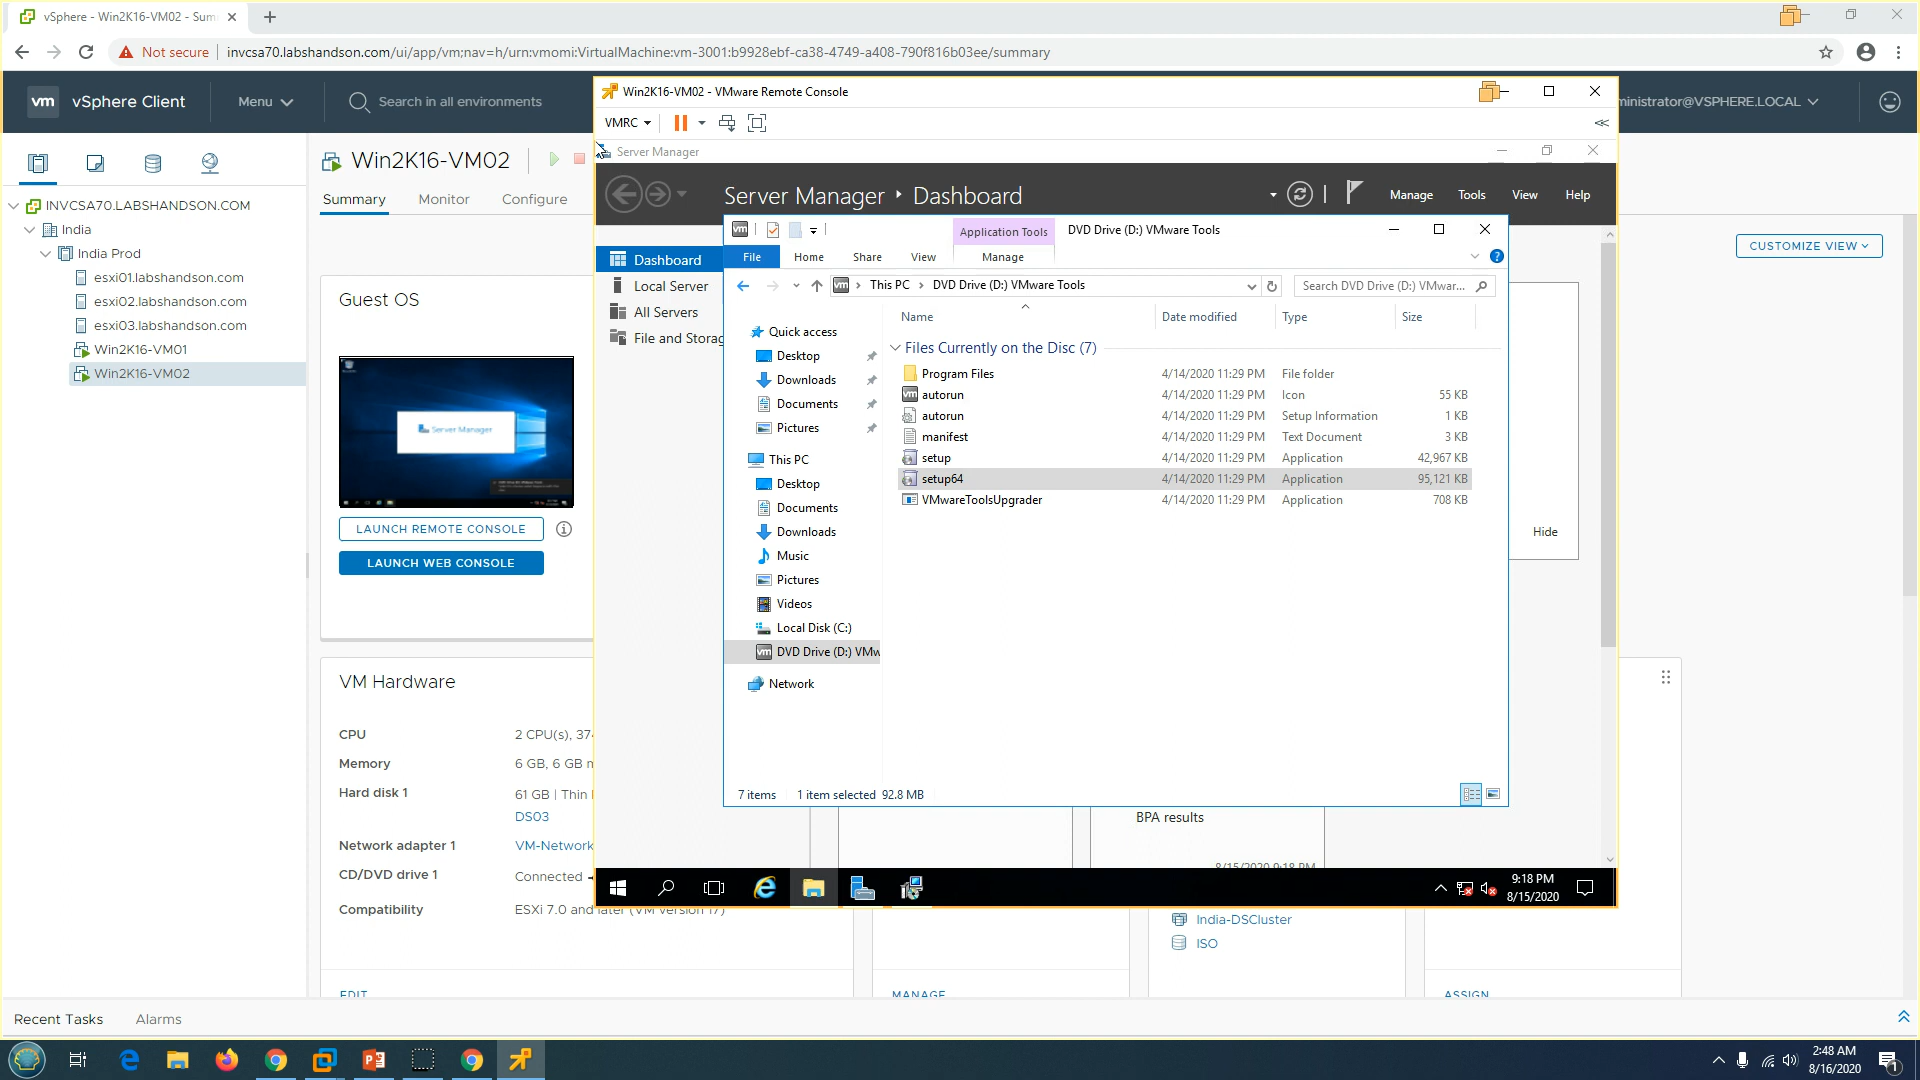 vSphere - Win2K16-VM02 - Sum
Not secure
invcsa70.labshandson.com/ui/app/vm;nav=h/urn:vmomi:VirtualMachine:vm-3001:b9928ebf-ca38-4749-a408-790f816b03ee/summary
vm vSphere Client
Menu
Search in all environments
ministrator@VSPHERE.LOCAL
Win2K16-VM02 - VMware Remote Console
VMRC
Server Manager
Server Manager ‣ Dashboard
Manage
Tools
View
Help
INVCSA70.LABSHANDSON.COM
India
India Prod
esxi01.labshandson.com
esxi02.labshandson.com
esxi03.labshandson.com
Win2K16-VM01
Win2K16-VM02
Win2K16-VM02
Summary
Monitor
Configure
CUSTOMIZE VIEW
Guest OS
Server Manager
LAUNCH REMOTE CONSOLE
LAUNCH WEB CONSOLE
VM Hardware
CPU 2 CPU(s), 374
Memory 6 GB, 6 GB m
Hard disk 1 61 GB | Thin
DS03
Network adapter 1 VM-Network
CD/DVD drive 1 Connected
Compatibility ESXi 7.0 and later (VM version 17)
EDIT
Dashboard
Local Server
All Servers
File and Storag
Application Tools
DVD Drive (D:) VMware Tools
File
Home
Share
View
Manage
This PC › DVD Drive (D:) VMware Tools
Search DVD Drive (D:) VMwar...
Quick access
Desktop
Downloads
Documents
Pictures
This PC
Desktop
Documents
Downloads
Music
Pictures
Videos
Local Disk (C:)
DVD Drive (D:) VMw
Network
Name Date modified Type Size
Files Currently on the Disc (7)
Program Files 4/14/2020 11:29 PM File folder
autorun 4/14/2020 11:29 PM Icon 55 KB
autorun 4/14/2020 11:29 PM Setup Information 1 KB
manifest 4/14/2020 11:29 PM Text Document 3 KB
setup 4/14/2020 11:29 PM Application 42,967 KB
setup64 4/14/2020 11:29 PM Application 95,121 KB
VMwareToolsUpgrader 4/14/2020 11:29 PM Application 708 KB
Hide
7 items 1 item selected 92.8 MB
BPA results
8/15/2020 9:18 PM
9:18 PM
8/15/2020
India-DSCluster
ISO
MANAGE
ASSIGN
Recent Tasks
Alarms
2:48 AM
8/16/2020
1